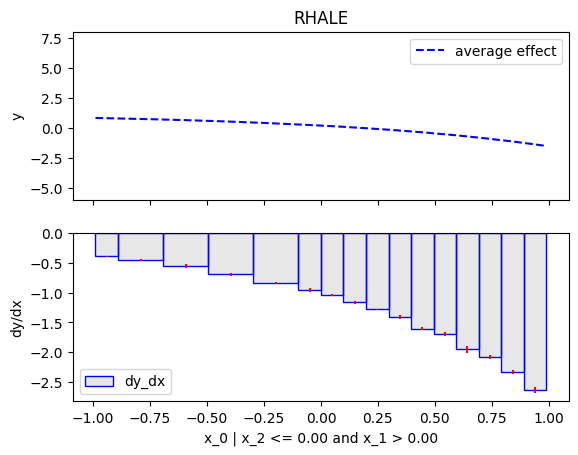 RHALE
7.5
5.0
2.5
0.0
−2.5
−5.0
y
average effect
0.0
−0.5
−1.0
−1.5
−2.0
−2.5
dy/dx
dy_dx
−1.00 −0.75 −0.50 −0.25 0.00 0.25 0.50 0.75 1.00
x_0 | x_2 <= 0.00 and x_1 > 0.00